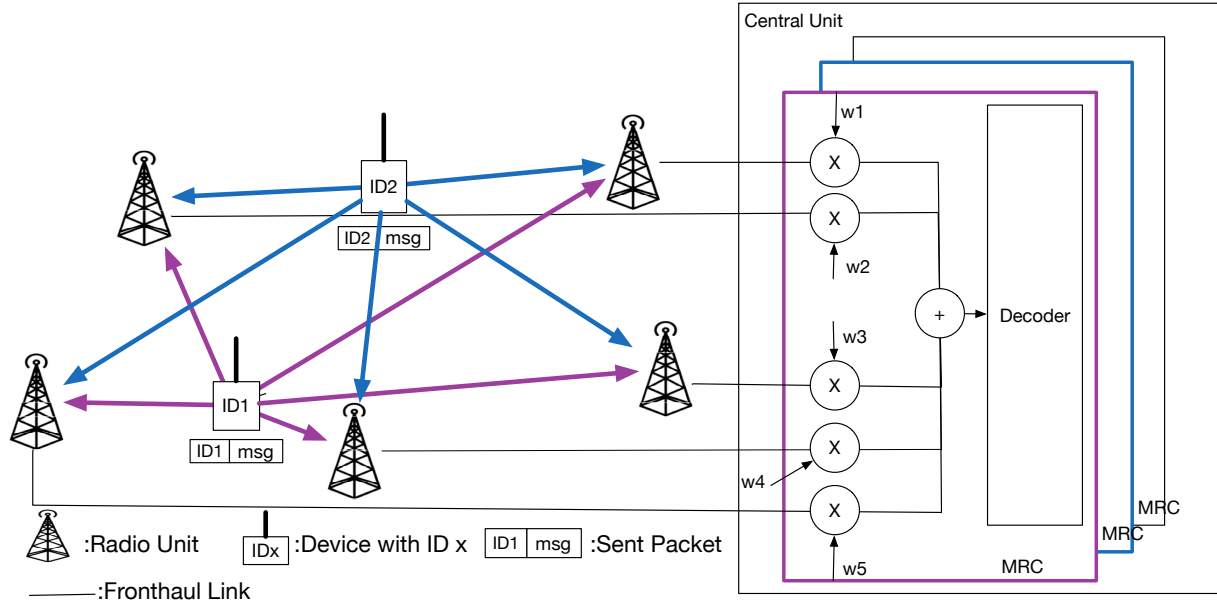 Central Unit
w1
X
X
w2
w3
X
X
w4
X
w5
+
Decoder
MRC
MRC
MRC
ID2
ID2 msg
ID1
ID1 msg
:Radio Unit
IDx :Device with ID x
ID1 msg :Sent Packet
:Fronthaul Link